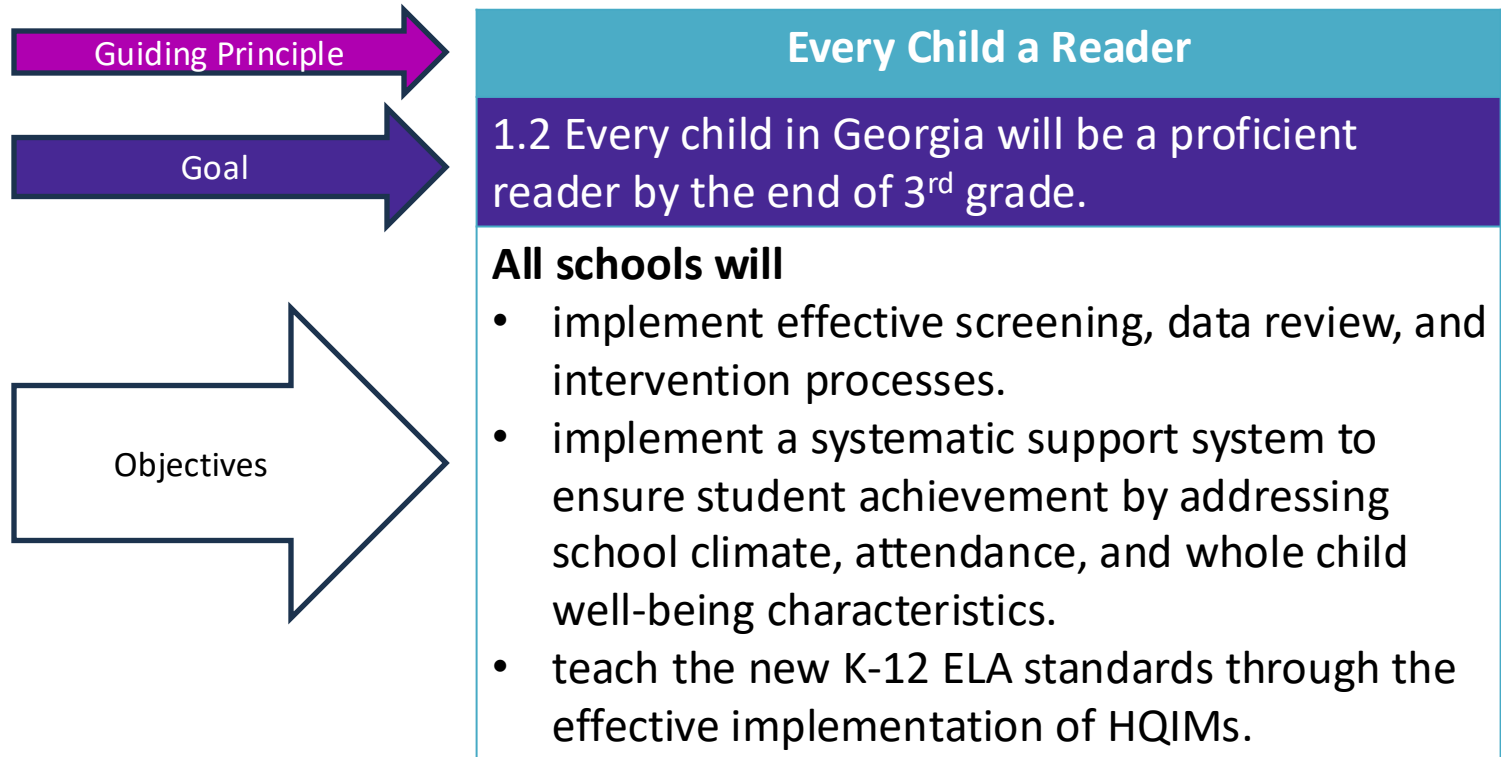 Guiding Principle
Every Child a Reader
Goal
1.2 Every child in Georgia will be a proficient
reader by the end of 3rd grade.
Objectives
All schools will
• implement effective screening, data review, and
intervention processes.
• implement a systematic support system to
ensure student achievement by addressing
school climate, attendance, and whole child
well-being characteristics.
• teach the new K-12 ELA standards through the
effective implementation of HQIMs.